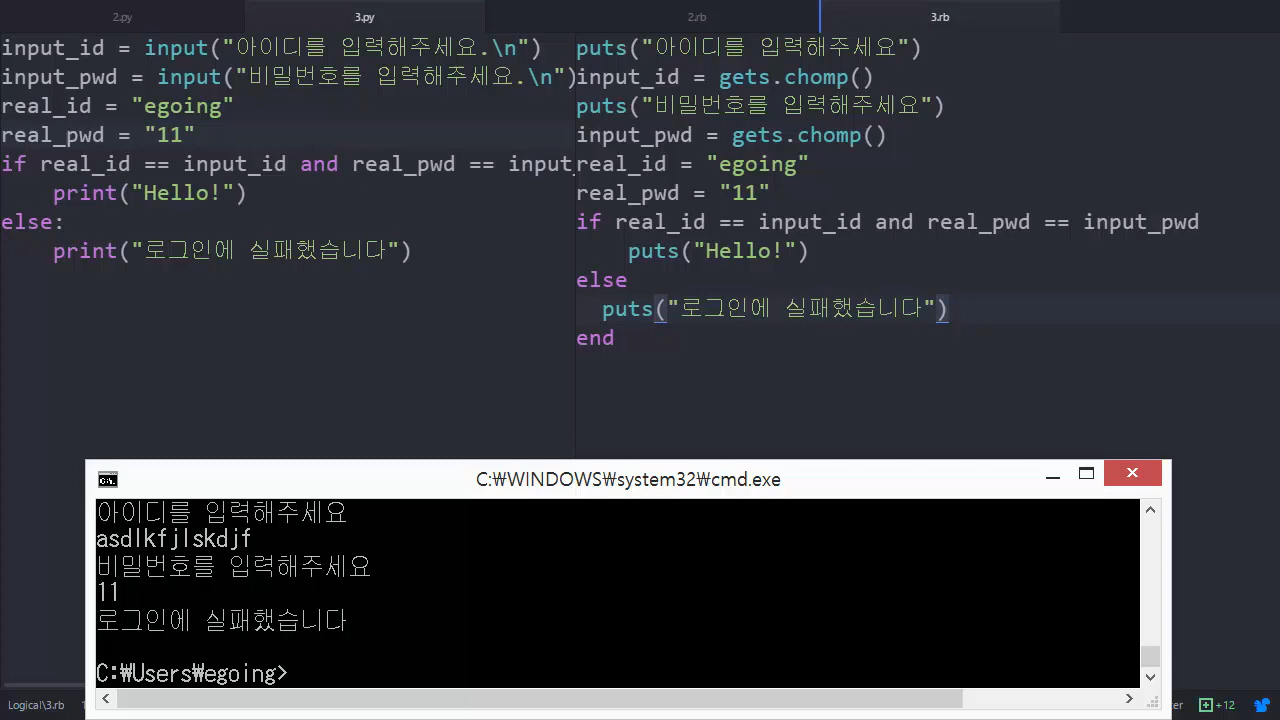 2.py
3.py
2.rb
3.rb
input_id = input("아이디를 입력해주세요.\n")
input_pwd = input("비밀번호를 입력해주세요.\n")
real_id = "egoing"
real_pwd = "11"
if real_id == input_id and real_pwd == input_
    print("Hello!")
else:
    print("로그인에 실패했습니다")
puts("아이디를 입력해주세요")
input_id = gets.chomp()
puts("비밀번호를 입력해주세요")
input_pwd = gets.chomp()
real_id = "egoing"
real_pwd = "11"
if real_id == input_id and real_pwd == input_pwd
    puts("Hello!")
else
  puts("로그인에 실패했습니다")
end
C:₩WINDOWS₩system32₩cmd.exe
아이디를 입력해주세요
asdlkfjlskdjf
비밀번호를 입력해주세요
11
로그인에 실패했습니다
C:₩Users₩egoing>
Logical\3.rb
+12